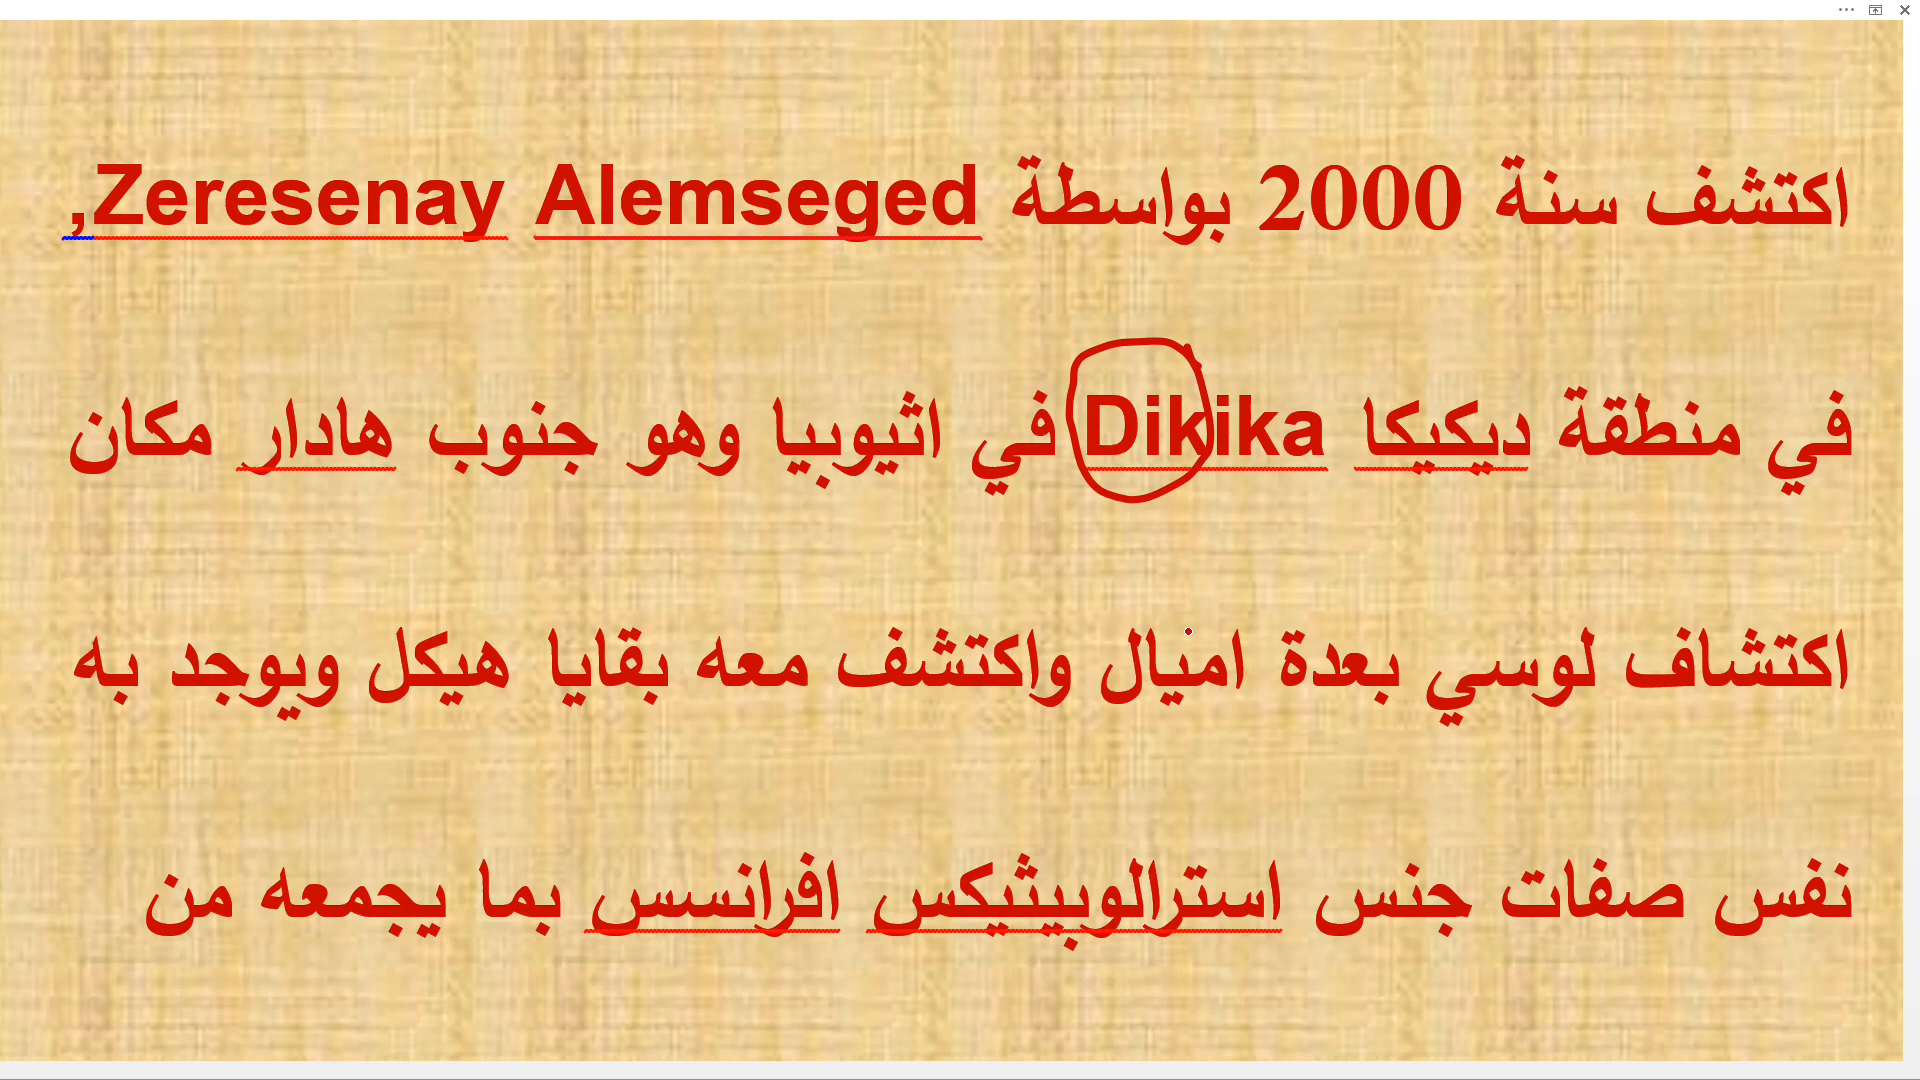 اكتشف سنة 2000 بواسطة Zeresenay Alemseged,
في منطقة ديكيكا Dikika في اثيوبيا وهو جنوب هادار مكان
اكتشاف لوسي بعدة اميال واكتشف معه بقايا هيكل ويوجد به
نفس صفات جنس استرالوبيثيكس افرانسس بما يجمعه من